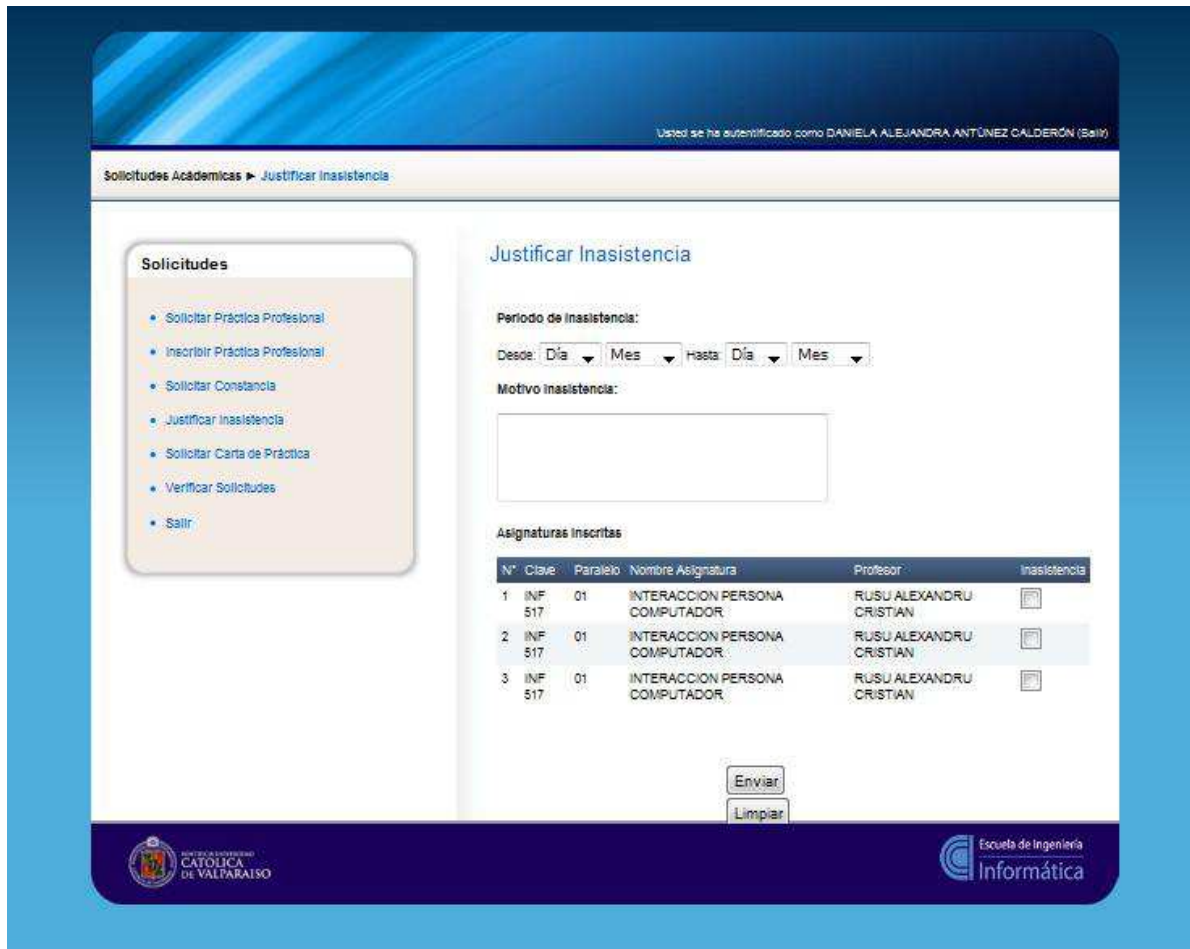 Usted se ha autentificado como DANIELA ALEJANDRA ANTÚNEZ CALDERÓN (Salir)
Solicitudes Académicas ► Justificar Inasistencia
Solicitudes
• Solicitar Práctica Profesional
• Inscribir Práctica Profesional
• Solicitar Constancia
• Justificar Inasistencia
• Solicitar Carta de Práctica
• Verificar Solicitudes
• Salir
Justificar Inasistencia
Periodo de Inasistencia:
Desde: Día Mes Hasta: Día Mes
Motivo Inasistencia:
Asignaturas Inscritas
N° Clave Paralelo Nombre Asignatura Profesor Inasistencia
1 INF 01 INTERACCION PERSONA RUSU ALEXANDRU
517 COMPUTADOR CRISTIAN
2 INF 01 INTERACCION PERSONA RUSU ALEXANDRU
517 COMPUTADOR CRISTIAN
3 INF 01 INTERACCION PERSONA RUSU ALEXANDRU
517 COMPUTADOR CRISTIAN
Enviar
Limpiar
PONTIFICIA UNIVERSIDAD
CATOLICA
DE VALPARAISO
Escuela de Ingeniería
Informática